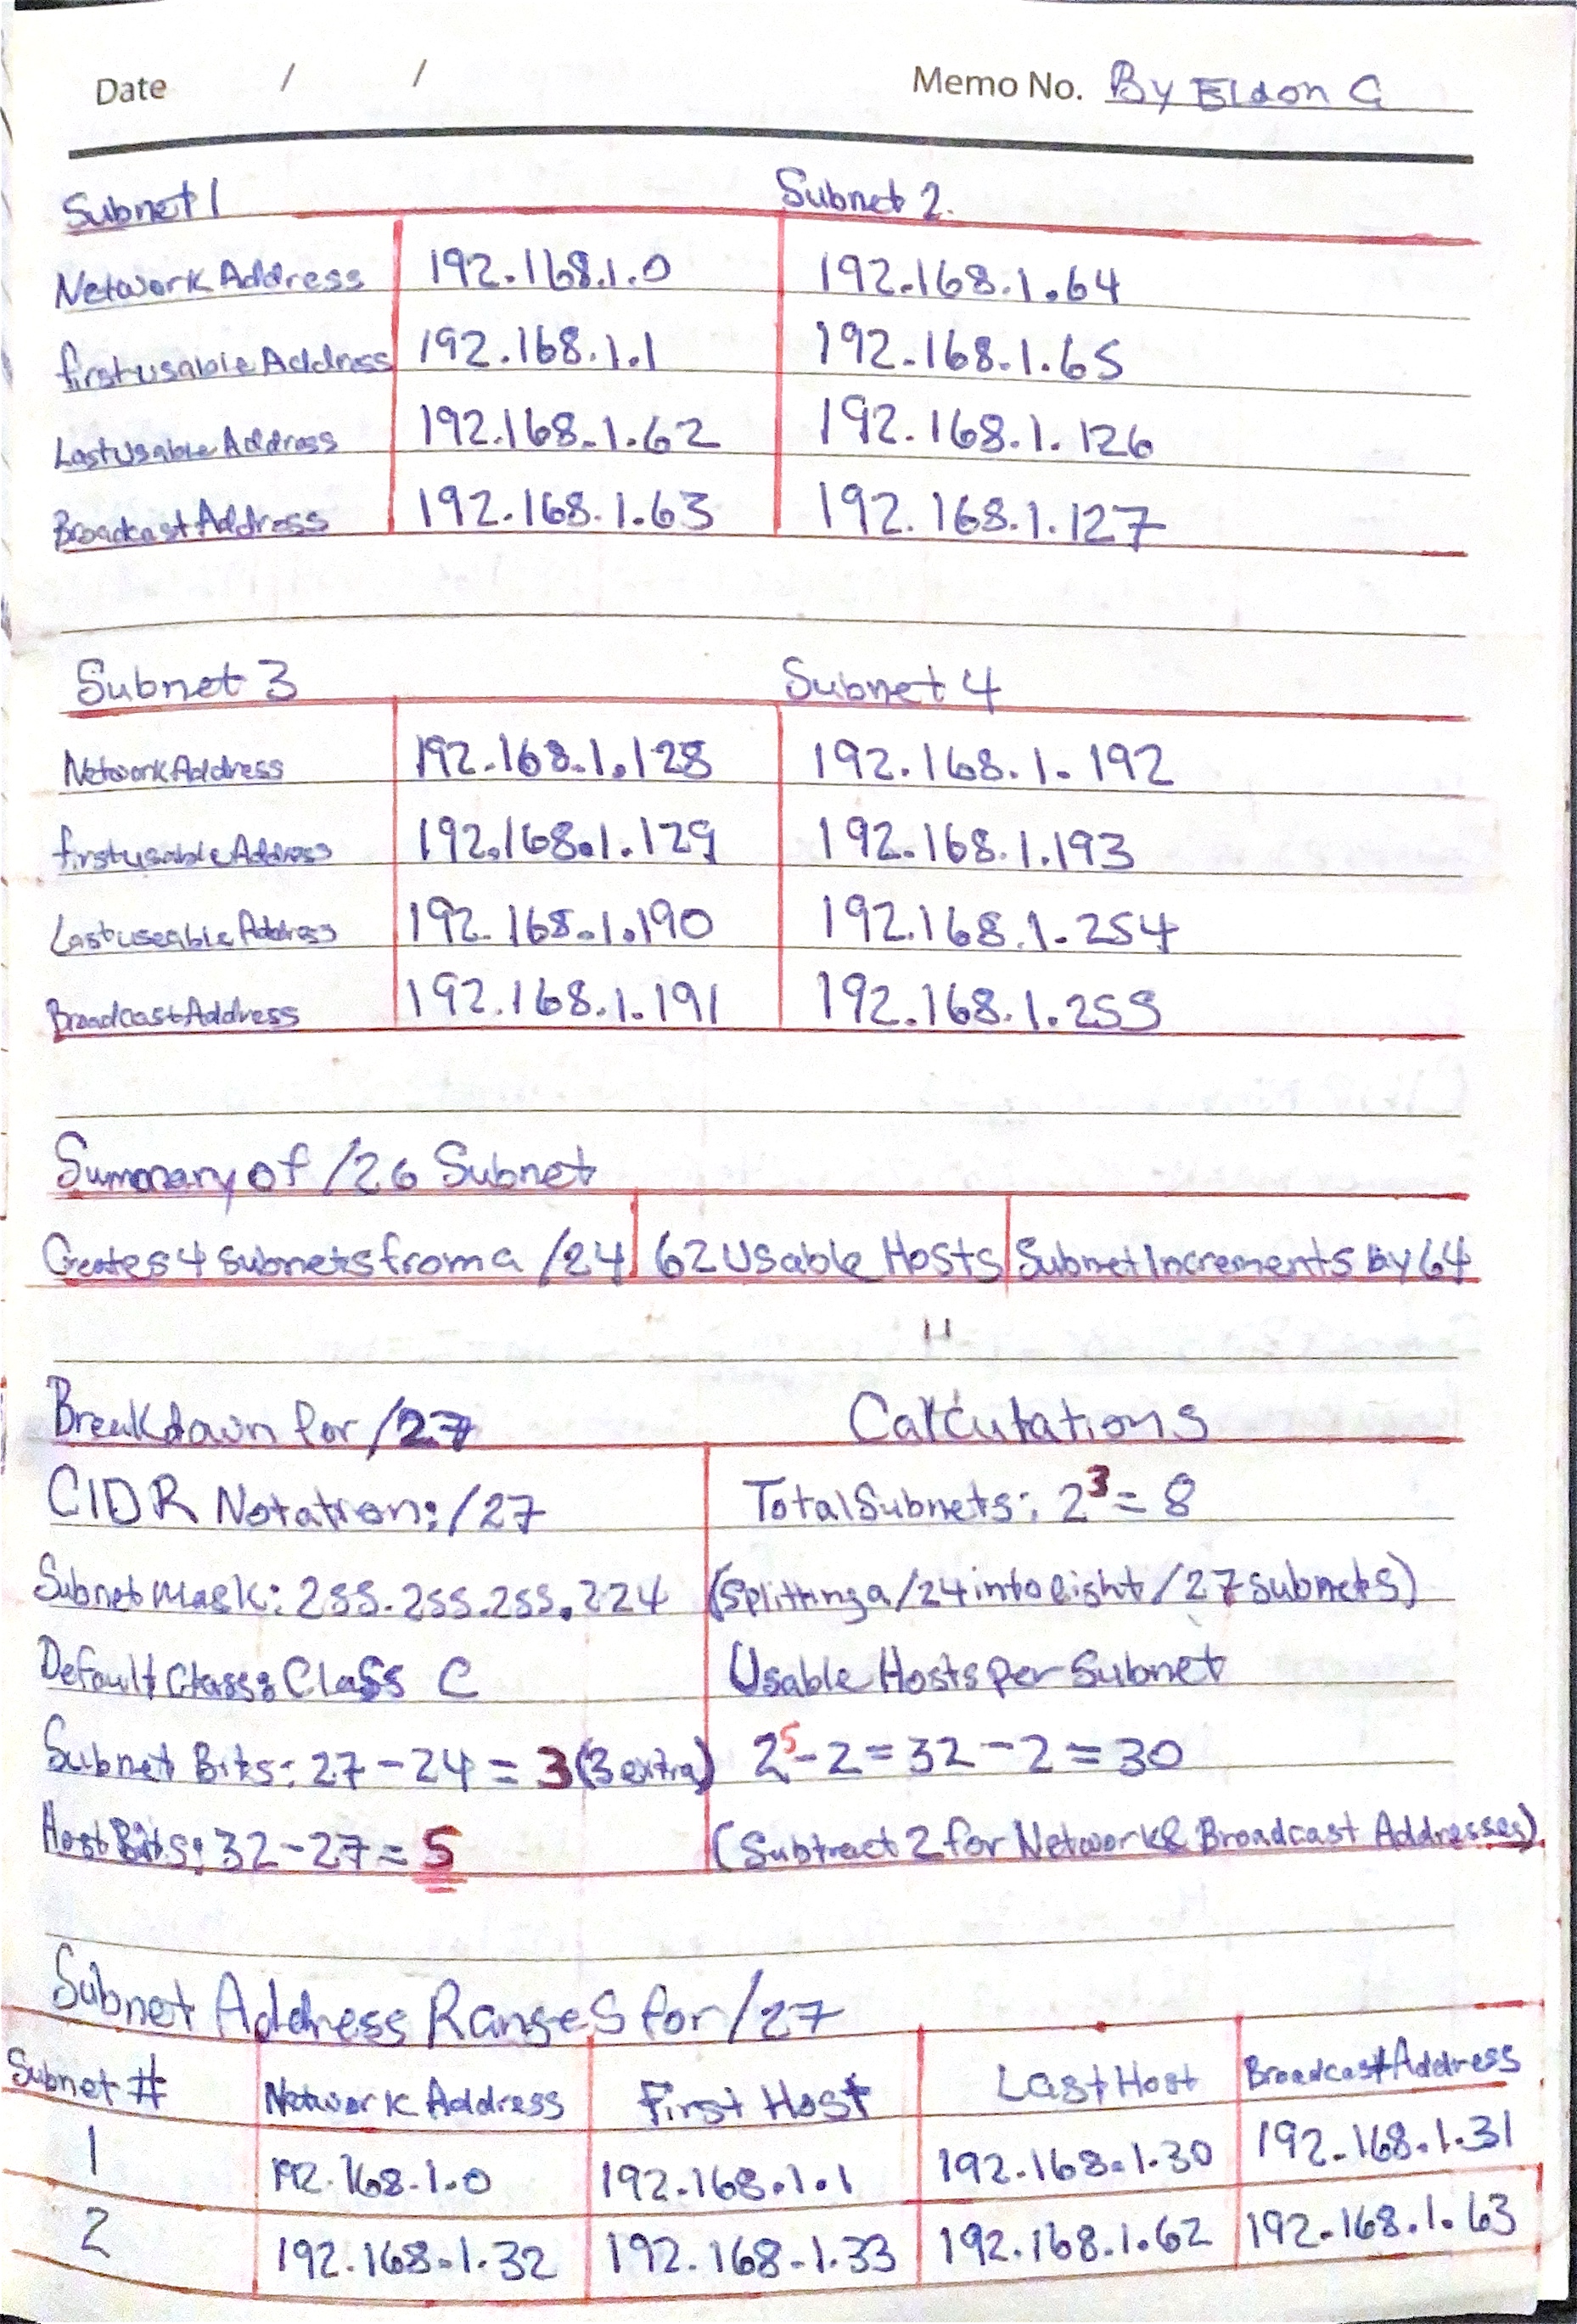 Date / / Memo No. By Eldon G
Subnet 1 Subnet 2.
Network Address 192.168.1.0 192.168.1.64
first usable Address 192.168.1.1 192.168.1.65
Last Usable Address 192.168.1.62 192.168.1.126
Broadcast Address 192.168.1.63 192.168.1.127
Subnet 3 Subnet 4
Network Address 192.168.1.128 192.168.1.192
first usable Address 192.168.1.129 192.168.1.193
Last useable Address 192.168.1.190 192.168.1.254
Broadcast Address 192.168.1.191 192.168.1.255
Summary of /26 Subnet
Creates 4 subnets from a /24 62 Usable Hosts Subnet Increments by 64
Breakdown for /27 Calculations
CIDR Notation: /27 Total Subnets: 2³ = 8
Subnet Mask: 255.255.255.224 (Splitting a /24 into eight /27 subnets)
Default Class: Class C Usable Hosts Per Subnet
Subnet Bits: 27 - 24 = 3 (3 extra) 2⁵ - 2 = 32 - 2 = 30
Host Bits: 32 - 27 = 5 (Subtract 2 for Network & Broadcast Addresses)
Subnet Address Ranges for /27
Subnet # Network Address First Host Last Host Broadcast Address
1 192.168.1.0 192.168.1.1 192.168.1.30 192.168.1.31
2 192.168.1.32 192.168.1.33 192.168.1.62 192.168.1.63